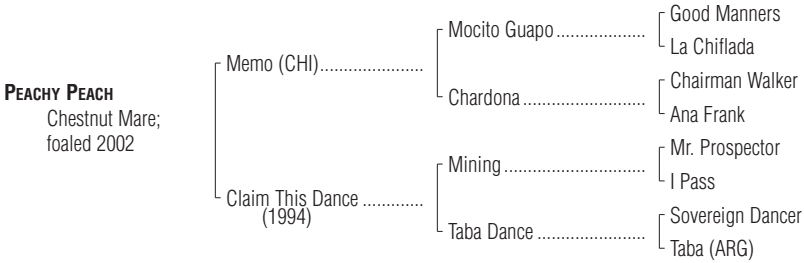 Good Manners
Mocito Guapo ....................
La Chiflada
Memo (CHI)......................
Chairman Walker
Chardona .........................
Ana Frank
PEACHY PEACH
Chestnut Mare;
foaled 2002
Mr. Prospector
Mining .............................
I Pass
Claim This Dance .............
(1994)
Sovereign Dancer
Taba Dance ......................
Taba (ARG)